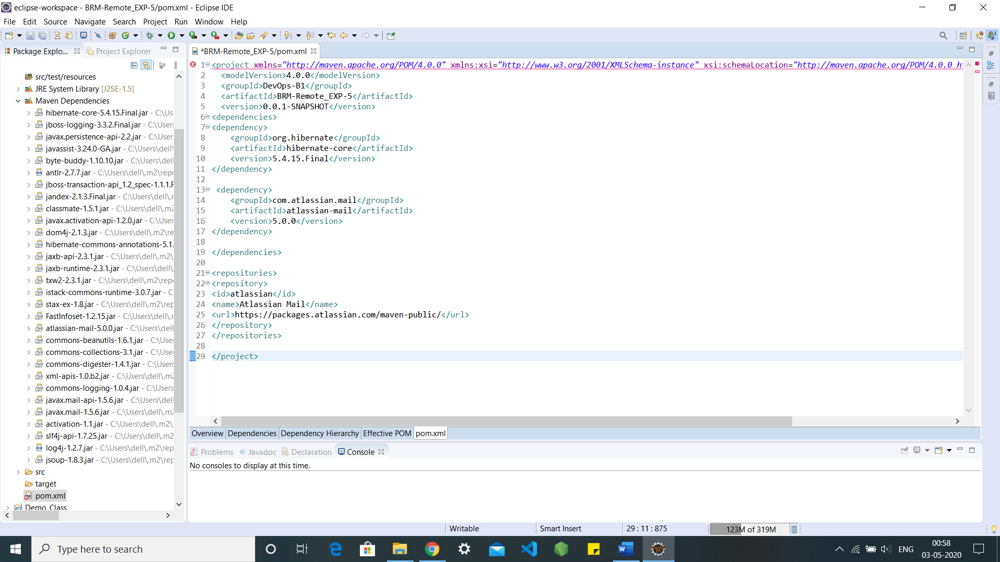 eclipse-workspace - BRM-Remote_EXP-5/pom.xml - Eclipse IDE
File Edit Source Navigate Search Project Run Window Help
Package Explo... Project Explorer
src/test/resources
JRE System Library [J2SE-1.5]
Maven Dependencies
hibernate-core-5.4.15.Final.jar - C:\Us
jboss-logging-3.3.2.Final.jar - C:\User
javax.persistence-api-2.2.jar - C:\User
javassist-3.24.0-GA.jar - C:\Users\dell\
byte-buddy-1.10.10.jar - C:\Users\dell
antlr-2.7.7.jar - C:\Users\dell\.m2\repo
jboss-transaction-api_1.2_spec-1.1.1.F
jandex-2.1.3.Final.jar - C:\Users\dell\.r
classmate-1.5.1.jar - C:\Users\dell\.m2
javax.activation-api-1.2.0.jar - C:\Users
dom4j-2.1.3.jar - C:\Users\dell\.m2\re
hibernate-commons-annotations-5.1.
jaxb-api-2.3.1.jar - C:\Users\dell\.m2\
jaxb-runtime-2.3.1.jar - C:\Users\dell\
txw2-2.3.1.jar - C:\Users\dell\.m2\repo
istack-commons-runtime-3.0.7.jar - C
stax-ex-1.8.jar - C:\Users\dell\.m2\rep
FastInfoset-1.2.15.jar - C:\Users\dell\.r
atlassian-mail-5.0.0.jar - C:\Users\dell
commons-beanutils-1.6.1.jar - C:\User
commons-collections-3.1.jar - C:\User
commons-digester-1.4.1.jar - C:\Users
xml-apis-1.0.b2.jar - C:\Users\dell\.m2
commons-logging-1.0.4.jar - C:\Users
javax.mail-api-1.5.6.jar - C:\Users\dell
javax.mail-1.5.6.jar - C:\Users\dell\.m2
activation-1.1.jar - C:\Users\dell\.m2\
slf4j-api-1.7.25.jar - C:\Users\dell\.m2
log4j-1.2.7.jar - C:\Users\dell\.m2\rep
jsoup-1.8.3.jar - C:\Users\dell\.m2\rep
src
target
pom.xml
Demo_Class
*BRM-Remote_EXP-5/pom.xml
1 <project xmlns="http://maven.apache.org/POM/4.0.0" xmlns:xsi="http://www.w3.org/2001/XMLSchema-instance" xsi:schemaLocation="http://maven.apache.org/POM/4.0.0 ht
2 <modelVersion>4.0.0</modelVersion>
3 <groupId>DevOps-B1</groupId>
4 <artifactId>BRM-Remote_EXP-5</artifactId>
5 <version>0.0.1-SNAPSHOT</version>
6 <dependencies>
7 <dependency>
8 <groupId>org.hibernate</groupId>
9 <artifactId>hibernate-core</artifactId>
10 <version>5.4.15.Final</version>
11 </dependency>
12
13 <dependency>
14 <groupId>com.atlassian.mail</groupId>
15 <artifactId>atlassian-mail</artifactId>
16 <version>5.0.0</version>
17 </dependency>
18
19 </dependencies>
20
21 <repositories>
22 <repository>
23 <id>atlassian</id>
24 <name>Atlassian Mail</name>
25 <url>https://packages.atlassian.com/maven-public/</url>
26 </repository>
27 </repositories>
28
29 </project>
Overview Dependencies Dependency Hierarchy Effective POM pom.xml
Problems @ Javadoc Declaration Console
No consoles to display at this time.
Writable Smart Insert 29 : 11 : 875 123M of 319M
Type here to search
ENG
00:58
03-05-2020